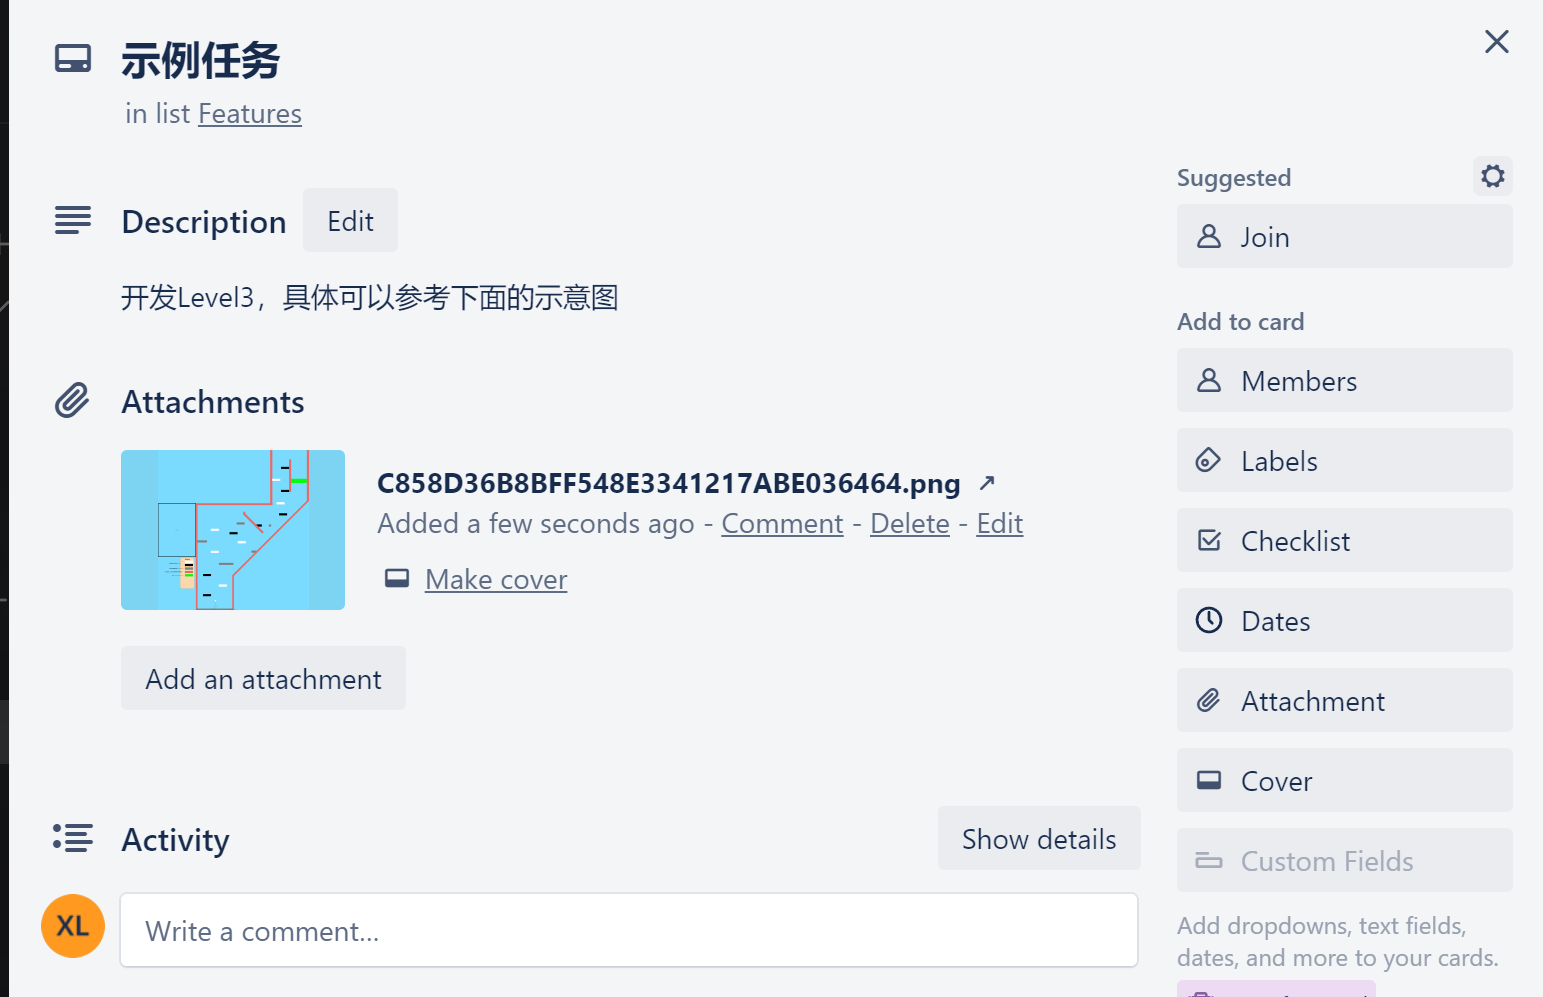 示例任务
in list Features
Description
Edit
开发Level3，具体可以参考下面的示意图
Attachments
C858D36B8BFF548E3341217ABE036464.png ↗
Added a few seconds ago - Comment - Delete - Edit
Make cover
Add an attachment
Activity
Show details
XL
Write a comment…
Suggested
Join
Add to card
Members
Labels
Checklist
Dates
Attachment
Cover
Custom Fields
Add dropdowns, text fields,
dates, and more to your cards.